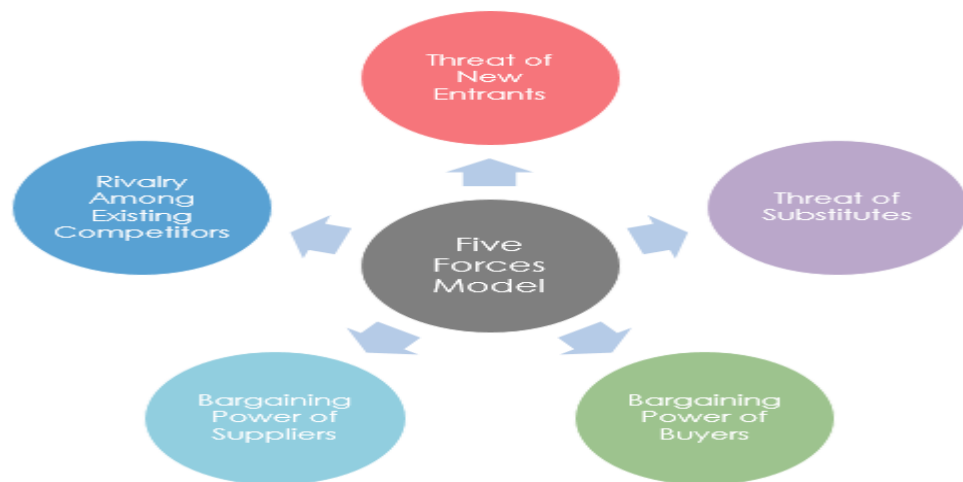 Threat of
New
Entrants
Rivalry
Among
Existing
Competitors
Threat of
Substitutes
Five
Forces
Model
Bargaining
Power of
Suppliers
Bargaining
Power of
Buyers